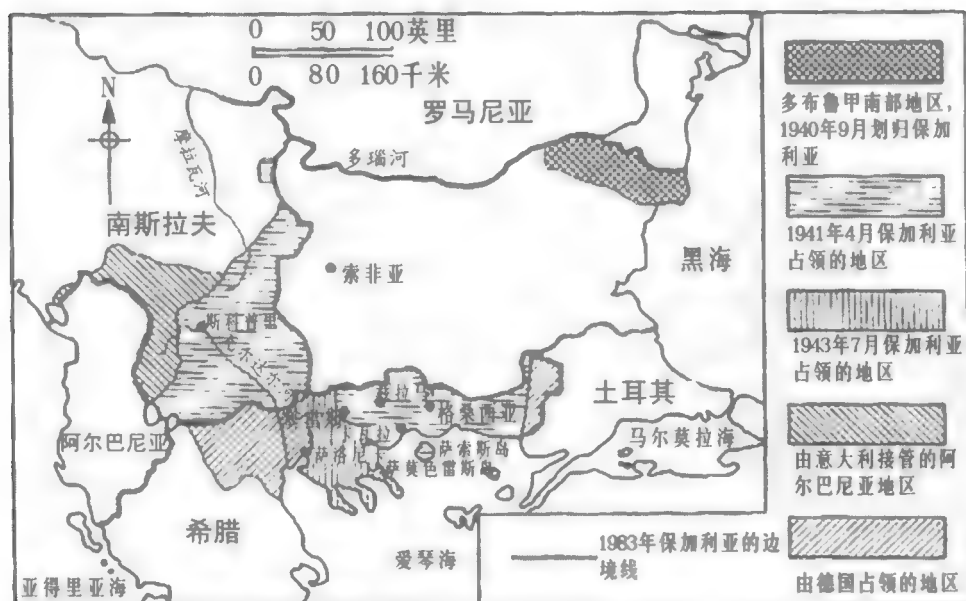 0 50 100英里
0 80 160千米
N
罗马尼亚
多瑙河
摩拉瓦河
南斯拉夫
黑海
索非亚
斯科普里
土耳其
格桑西亚
马尔莫拉海
阿尔巴尼亚
萨洛尼卡
萨索斯岛
萨莫色雷斯岛
希腊
爱琴海
亚得里亚海
1983年保加利亚的边
境线
多布鲁甲南部地区，
1940年9月划归保加
利亚
1941年4月保加利亚
占领的地区
1943年7月保加利亚
占领的地区
由意大利接管的阿
尔巴尼亚地区
由德国占领的地区